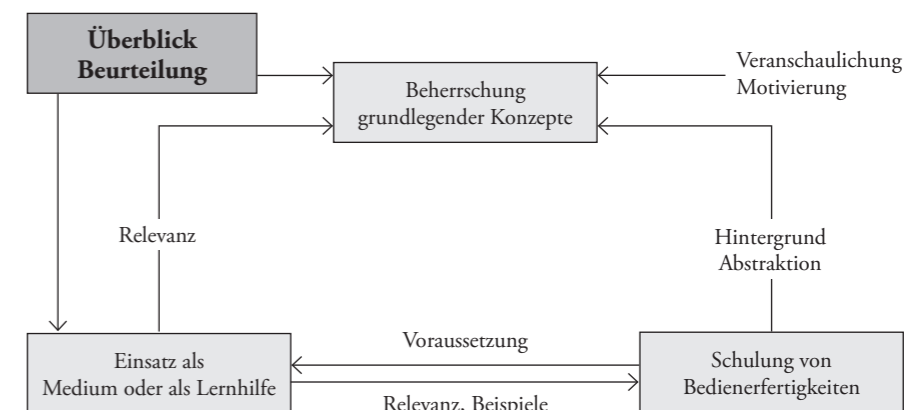 Überblick
Beurteilung
Beherrschung
grundlegender Konzepte
Veranschaulichung
Motivierung
Relevanz
Hintergrund
Abstraktion
Voraussetzung
Einsatz als
Medium oder als Lernhilfe
Schulung von
Bedienerfertigkeiten
Relevanz, Beispiele